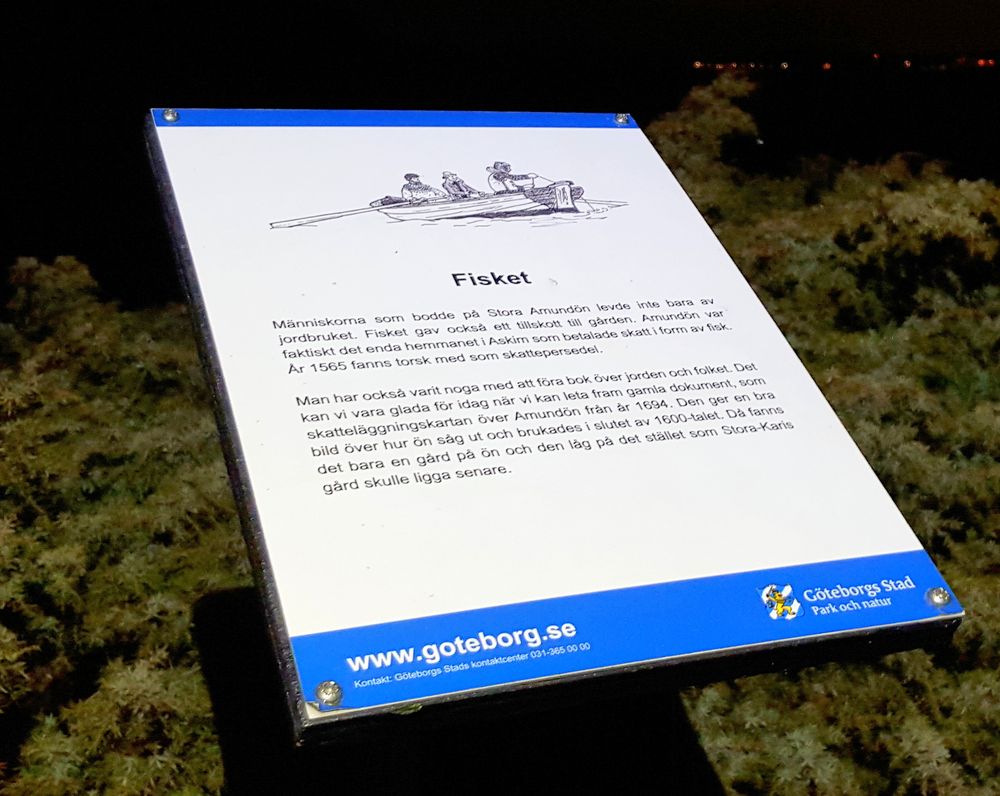 Fisket
Människorna som bodde på Stora Amundön levde inte bara av
jordbruket. Fisket gav också ett tillskott till gården. Amundön var
faktiskt det enda hemmanet i Askim som betalade skatt i form av fisk.
År 1565 fanns torsk med som skattepersedel.
Man har också varit noga med att föra bok över jorden och folket. Det
kan vi vara glada för idag när vi kan leta fram gamla dokument, som
skatteläggningskartan över Amundön från år 1694. Den ger en bra
bild över hur ön såg ut och brukades i slutet av 1600-talet. Då fanns
det bara en gård på ön och den låg på det stället som Stora-Karis
gård skulle ligga senare.
www.goteborg.se
Kontakt: Göteborgs Stads kontaktcenter 031-365 00 00
Göteborgs Stad
Park och natur